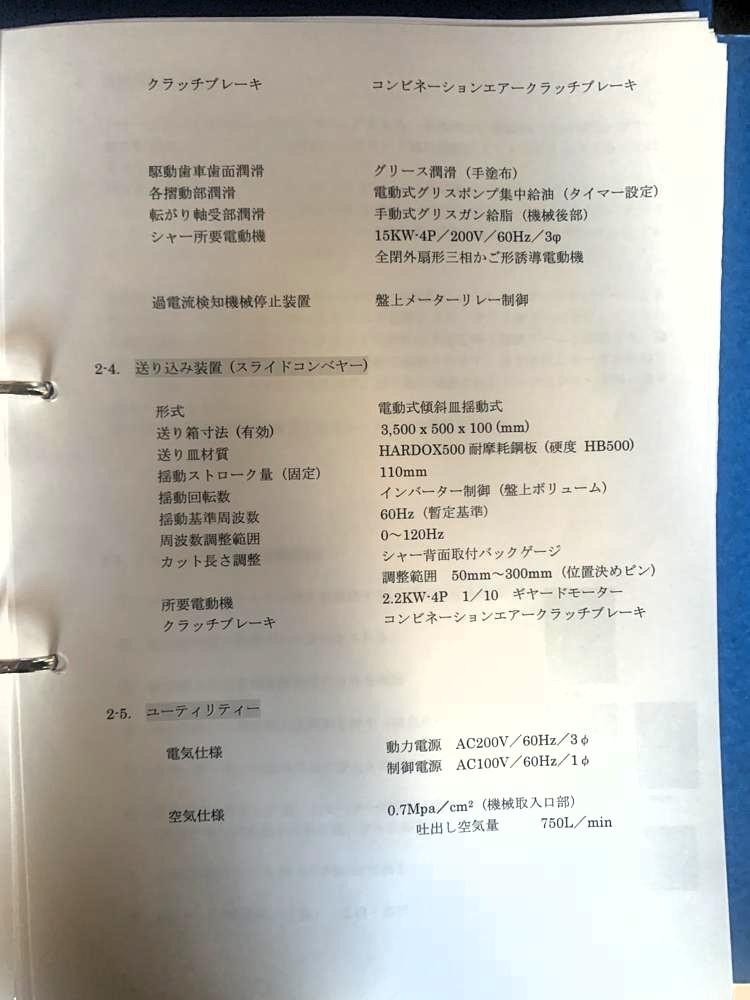 クラッチブレーキ　コンビネーションエアークラッチブレーキ
駆動歯車歯面潤滑　グリース潤滑（手塗布）
各摺動部潤滑　電動式グリスポンプ集中給油（タイマー設定）
転がり軸受部潤滑　手動式グリスガン給脂（機械後部）
シャー所要電動機　15KW-4P／200V／60Hz／3φ
全閉外扇形三相かご形誘導電動機
過電流検知機械停止装置　盤上メーターリレー制御
2-4.　送り込み装置（スライドコンベヤー）
形式　電動式傾斜皿揺動式
送り箱寸法（有効）　3,500 x 500 x 100 (mm)
送り皿材質　HARDOX500 耐摩耗鋼板（硬度 HB500）
揺動ストローク量（固定）　110mm
揺動回転数　インバーター制御（盤上ボリューム）
揺動基準周波数　60Hz（暫定基準）
周波数調整範囲　0～120Hz
カット長さ調整　シャー背面取付バックゲージ
調整範囲　50mm～300mm（位置決めピン）
所要電動機　2.2KW-4P　1／10　ギヤードモーター
クラッチブレーキ　コンビネーションエアークラッチブレーキ
2-5.　ユーティリティー
電気仕様　動力電源　AC200V／60Hz／3φ
制御電源　AC100V／60Hz／1φ
空気仕様　0.7Mpa／cm²（機械取入口部）
吐出し空気量　750L／min